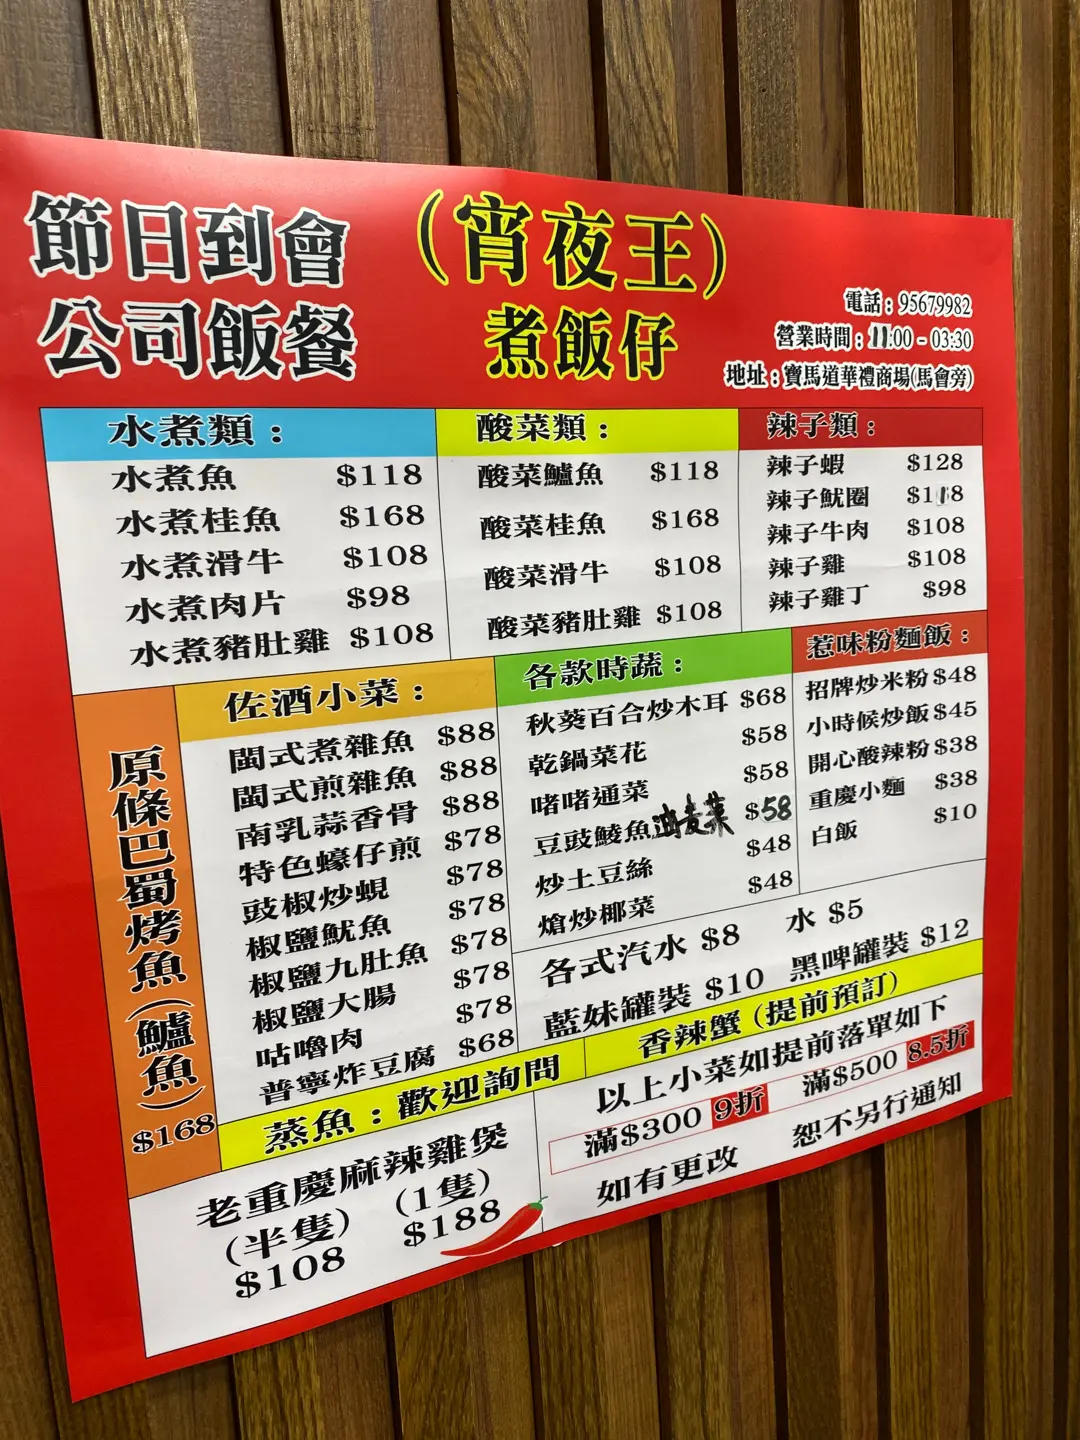 節日到會
公司飯餐
（宵夜王）
煮飯仔
電話：95679982
營業時間：11:00 - 03:30
地址：寶馬道華禮商場(馬會旁)
水煮類：
水煮魚 $118
水煮桂魚 $168
水煮滑牛 $108
水煮肉片 $98
水煮豬肚雞 $108
酸菜類：
酸菜鱸魚 $118
酸菜桂魚 $168
酸菜滑牛 $108
酸菜豬肚雞 $108
辣子類：
辣子蝦 $128
辣子魷圈 $118
辣子牛肉 $108
辣子雞 $108
辣子雞丁 $98
原條巴蜀烤魚(鱸魚)
$168
佐酒小菜：
閩式煮雜魚 $88
閩式煎雜魚 $88
南乳蒜香骨 $88
特色蠔仔煎 $78
豉椒炒蜆 $78
椒鹽魷魚 $78
椒鹽九肚魚 $78
椒鹽大腸 $78
咕嚕肉 $78
普寧炸豆腐 $68
各款時蔬：
秋葵百合炒木耳 $68
乾鍋菜花 $58
啫啫通菜 $58
豆豉鯪魚油麦菜 $58
炒土豆絲 $48
熗炒椰菜 $48
惹味粉麵飯：
招牌炒米粉 $48
小時候炒飯 $45
開心酸辣粉 $38
重慶小麵 $38
白飯 $10
各式汽水 $8 水 $5
藍妹罐裝 $10 黑啤罐裝 $12
蒸魚：歡迎詢問
香辣蟹 (提前預訂)
老重慶麻辣雞煲
(半隻) (1隻)
$108 $188
以上小菜如提前落單如下
滿$300 9折 滿$500 8.5折
如有更改 恕不另行通知